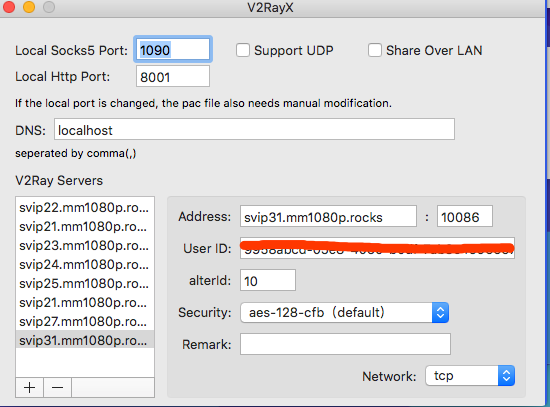 V2RayX
Local Socks5 Port: 1090 Support UDP Share Over LAN
Local Http Port: 8001
If the local port is changed, the pac file also needs manual modification.
DNS: localhost
seperated by comma(,)
V2Ray Servers
svip22.mm1080p.ro...
svip21.mm1080p.ro...
svip23.mm1080p.ro...
svip24.mm1080p.ro...
svip25.mm1080p.ro...
svip21.mm1080p.ro...
svip27.mm1080p.ro...
svip31.mm1080p.ro...
+ −
Address: svip31.mm1080p.rocks : 10086
User ID:
alterId: 10
Security: aes-128-cfb (default)
Remark:
Network: tcp